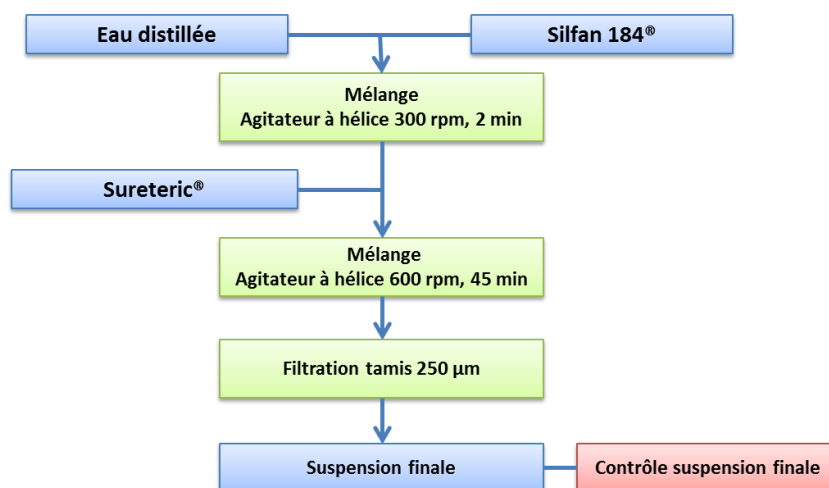 Eau distillée
Silfan 184®
Mélange
Agitateur à hélice 300 rpm, 2 min
Sureteric®
Mélange
Agitateur à hélice 600 rpm, 45 min
Filtration tamis 250 µm
Suspension finale
Contrôle suspension finale